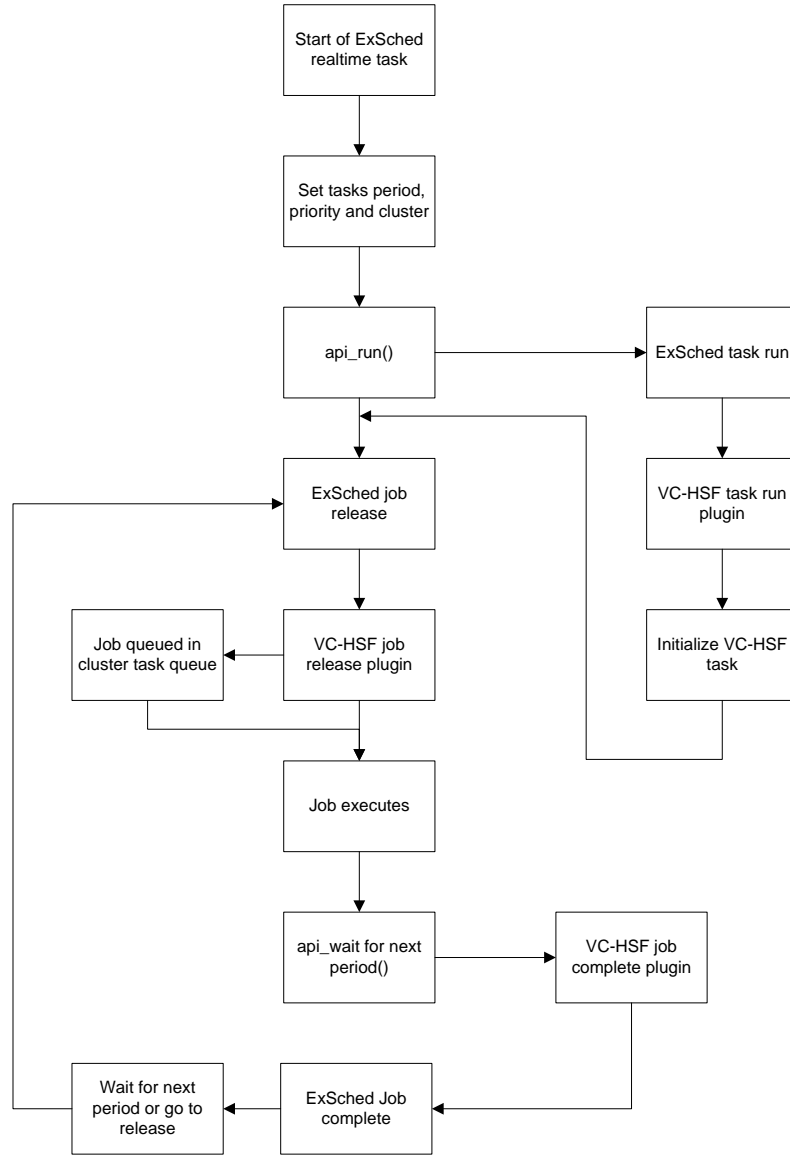 Start of ExSched
realtime task
Set tasks period,
priority and cluster
api_run()
ExSched task run
ExSched job
release
VC-HSF task run
plugin
Job queued in
cluster task queue
VC-HSF job
release plugin
Initialize VC-HSF
task
Job executes
api_wait for next
period()
VC-HSF job
complete plugin
Wait for next
period or go to
release
ExSched Job
complete